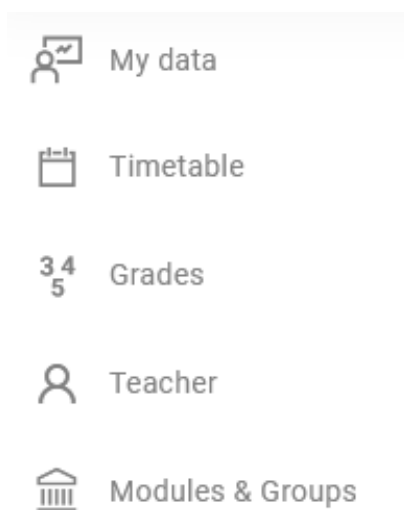 My data
Timetable
3 4
5
Grades
Teacher
Modules & Groups